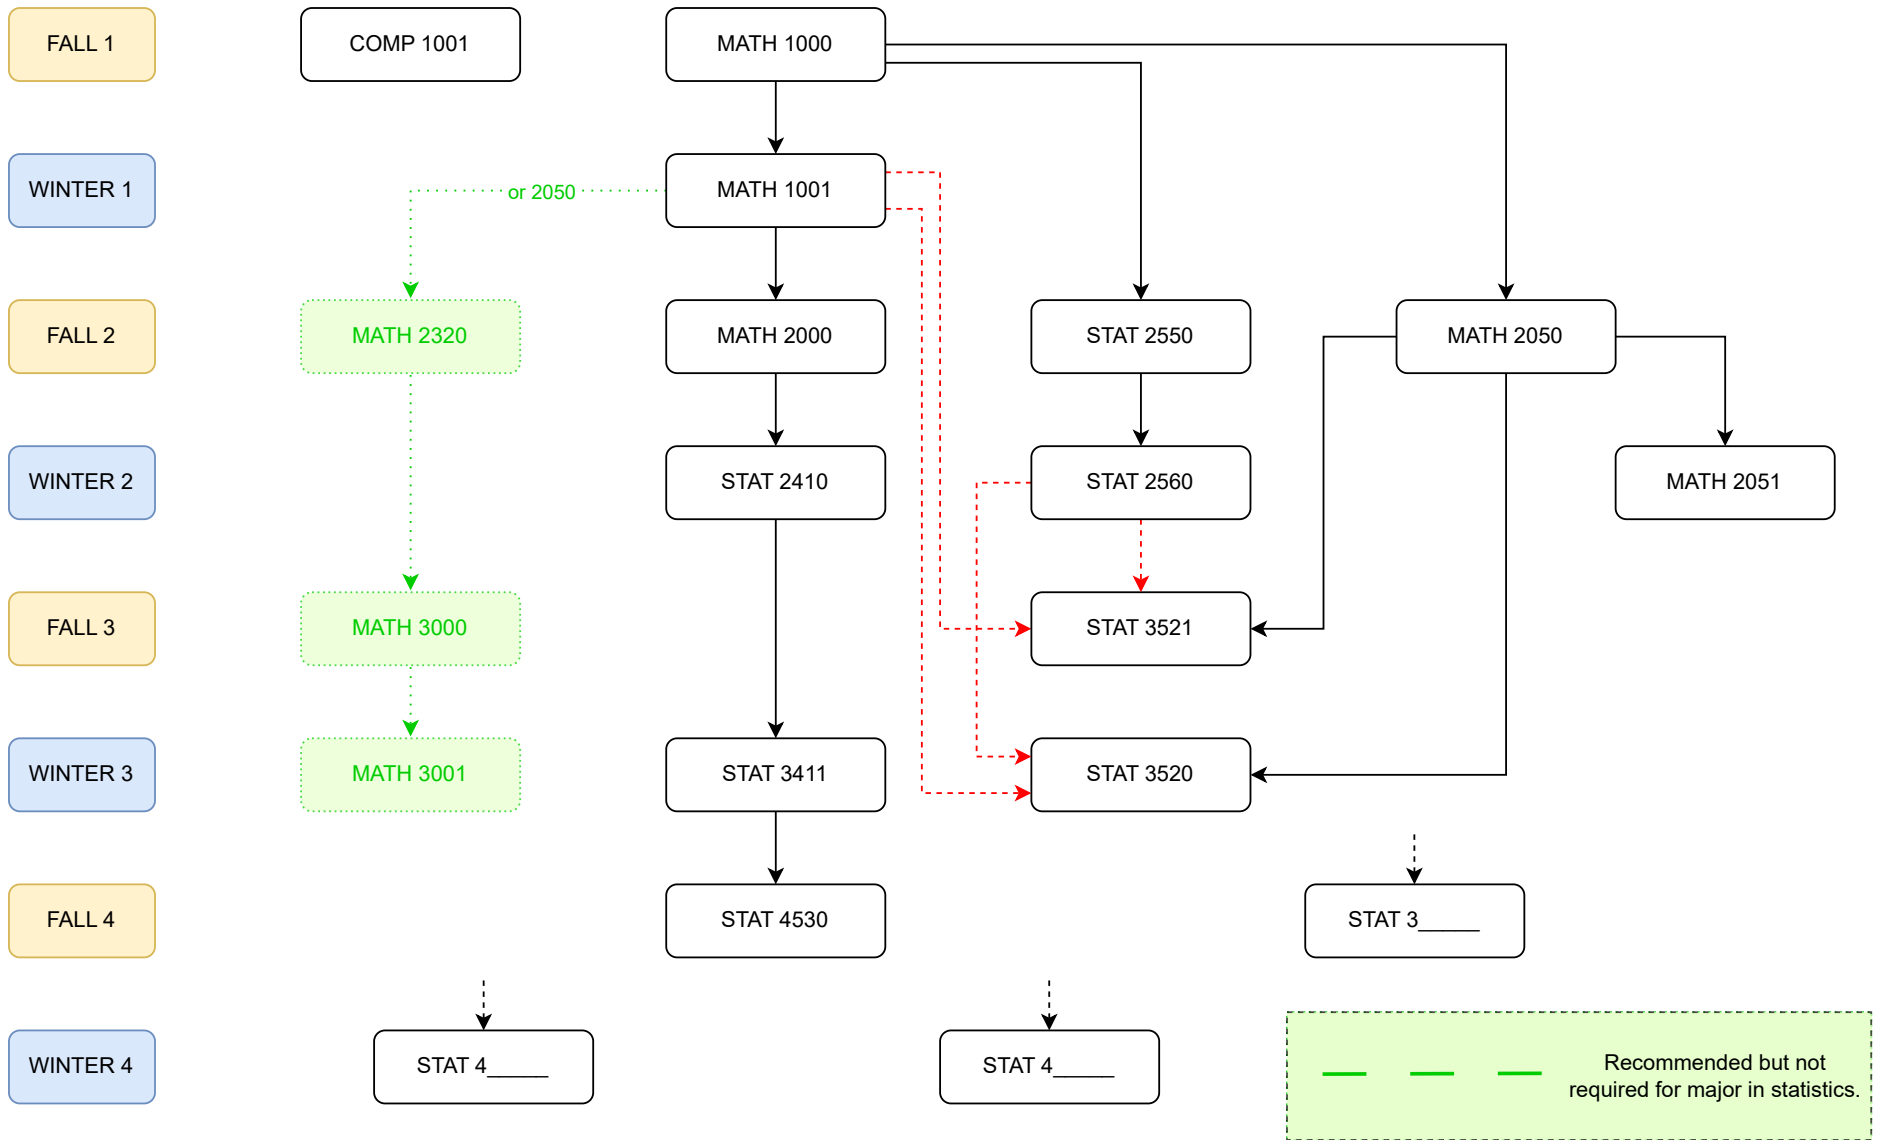 FALL 1
COMP 1001
MATH 1000
WINTER 1
or 2050
MATH 1001
FALL 2
MATH 2320
MATH 2000
STAT 2550
MATH 2050
WINTER 2
STAT 2410
STAT 2560
MATH 2051
FALL 3
MATH 3000
STAT 3521
WINTER 3
MATH 3001
STAT 3411
STAT 3520
FALL 4
STAT 4530
STAT 3_____
WINTER 4
STAT 4_____
STAT 4_____
Recommended but not
required for major in statistics.